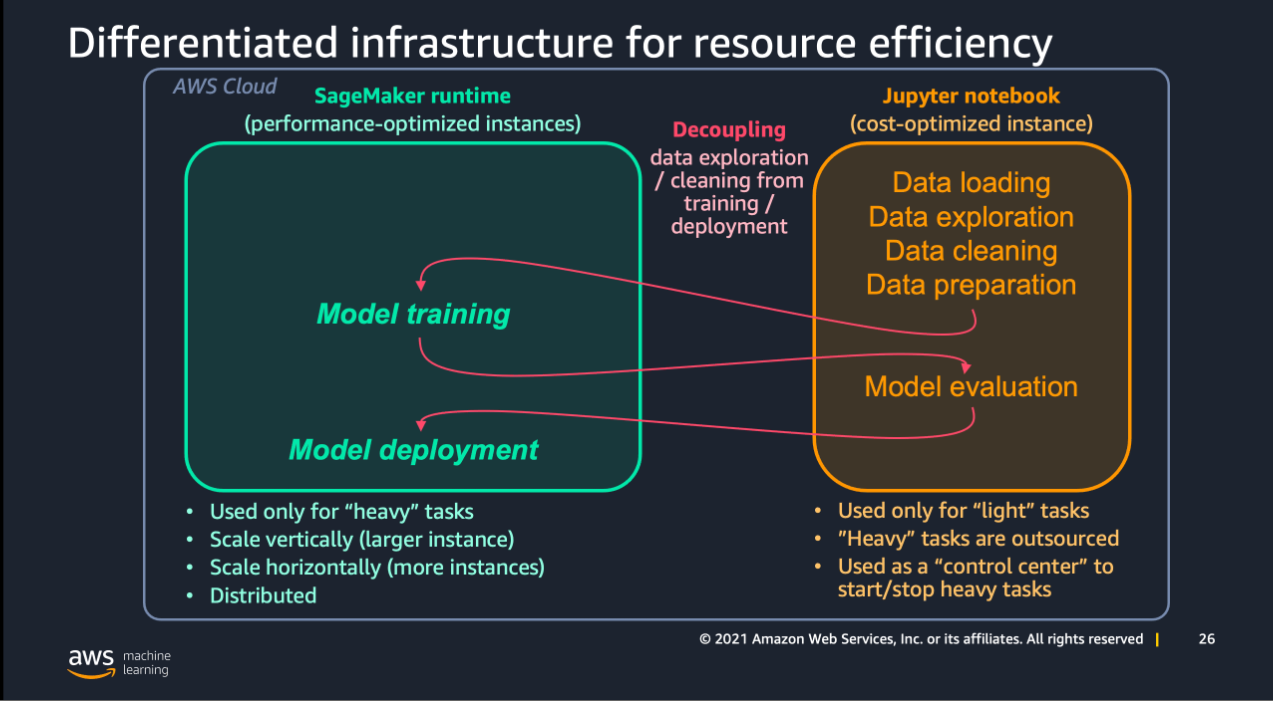 Differentiated infrastructure for resource efficiency
AWS Cloud
SageMaker runtime
(performance-optimized instances)
Decoupling
data exploration
/ cleaning from
training /
deployment
Jupyter notebook
(cost-optimized instance)
Data loading
Data exploration
Data cleaning
Data preparation
Model training
Model evaluation
Model deployment
• Used only for “heavy” tasks
• Scale vertically (larger instance)
• Scale horizontally (more instances)
• Distributed
• Used only for “light” tasks
• ”Heavy” tasks are outsourced
• Used as a “control center” to
start/stop heavy tasks
© 2021 Amazon Web Services, Inc. or its affiliates. All rights reserved |
26
aws machine
learning